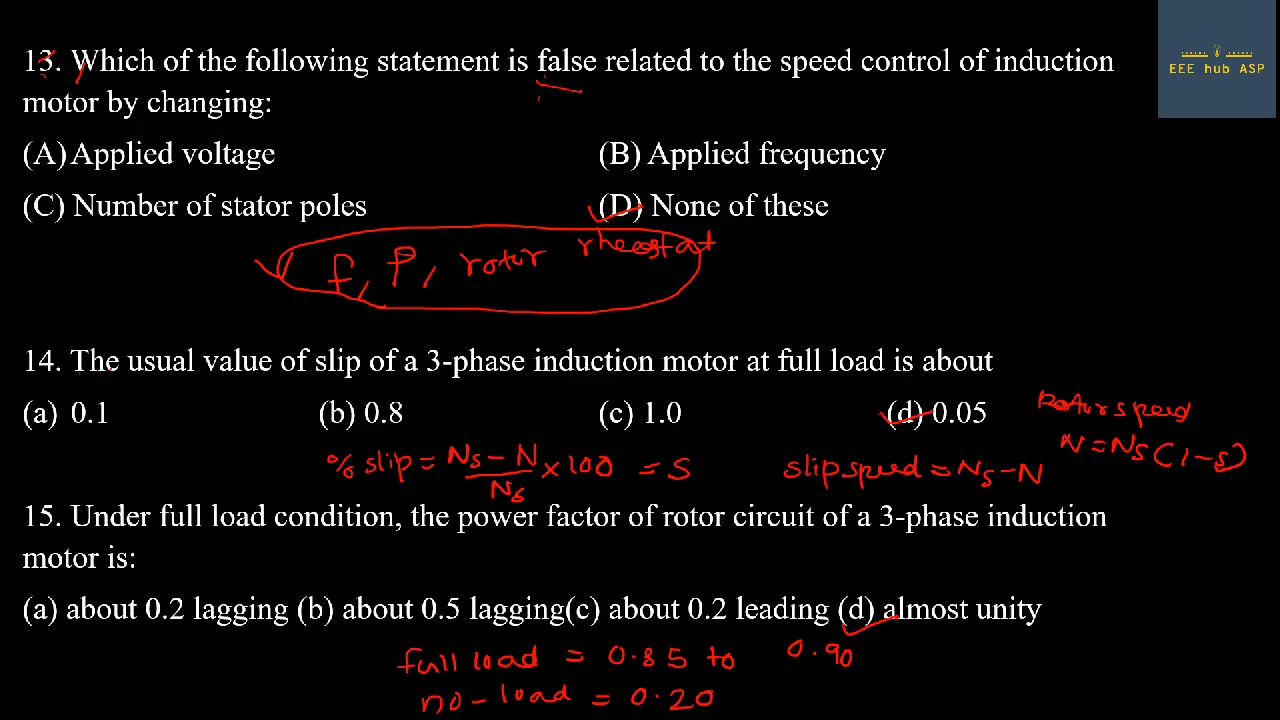 13. Which of the following statement is false related to the speed control of induction
motor by changing:
EEE hub ASP
(A) Applied voltage (B) Applied frequency
(C) Number of stator poles (D) None of these
f, P, rotor rheostat
14. The usual value of slip of a 3-phase induction motor at full load is about
(a) 0.1 (b) 0.8 (c) 1.0 (d) 0.05
Rotor speed
N = Ns (1-s)
% slip = Ns - N / Ns × 100 = S slip speed = Ns - N
15. Under full load condition, the power factor of rotor circuit of a 3-phase induction
motor is:
(a) about 0.2 lagging (b) about 0.5 lagging(c) about 0.2 leading (d) almost unity
full load = 0.85 to 0.90
no-load = 0.20